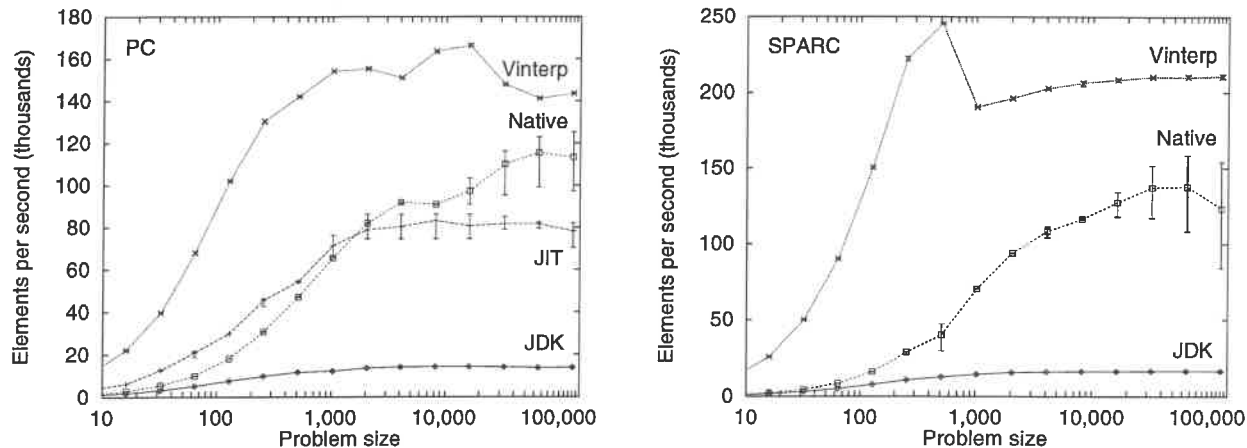 PC
Elements per second (thousands)
180
160
140
120
100
80
60
40
20
0
Vinterp
Native
JIT
JDK
10
100
1,000
10,000
100,000
Problem size
SPARC
Elements per second (thousands)
250
200
150
100
50
0
Vinterp
Native
JDK
10
100
1,000
10,000
100,000
Problem size